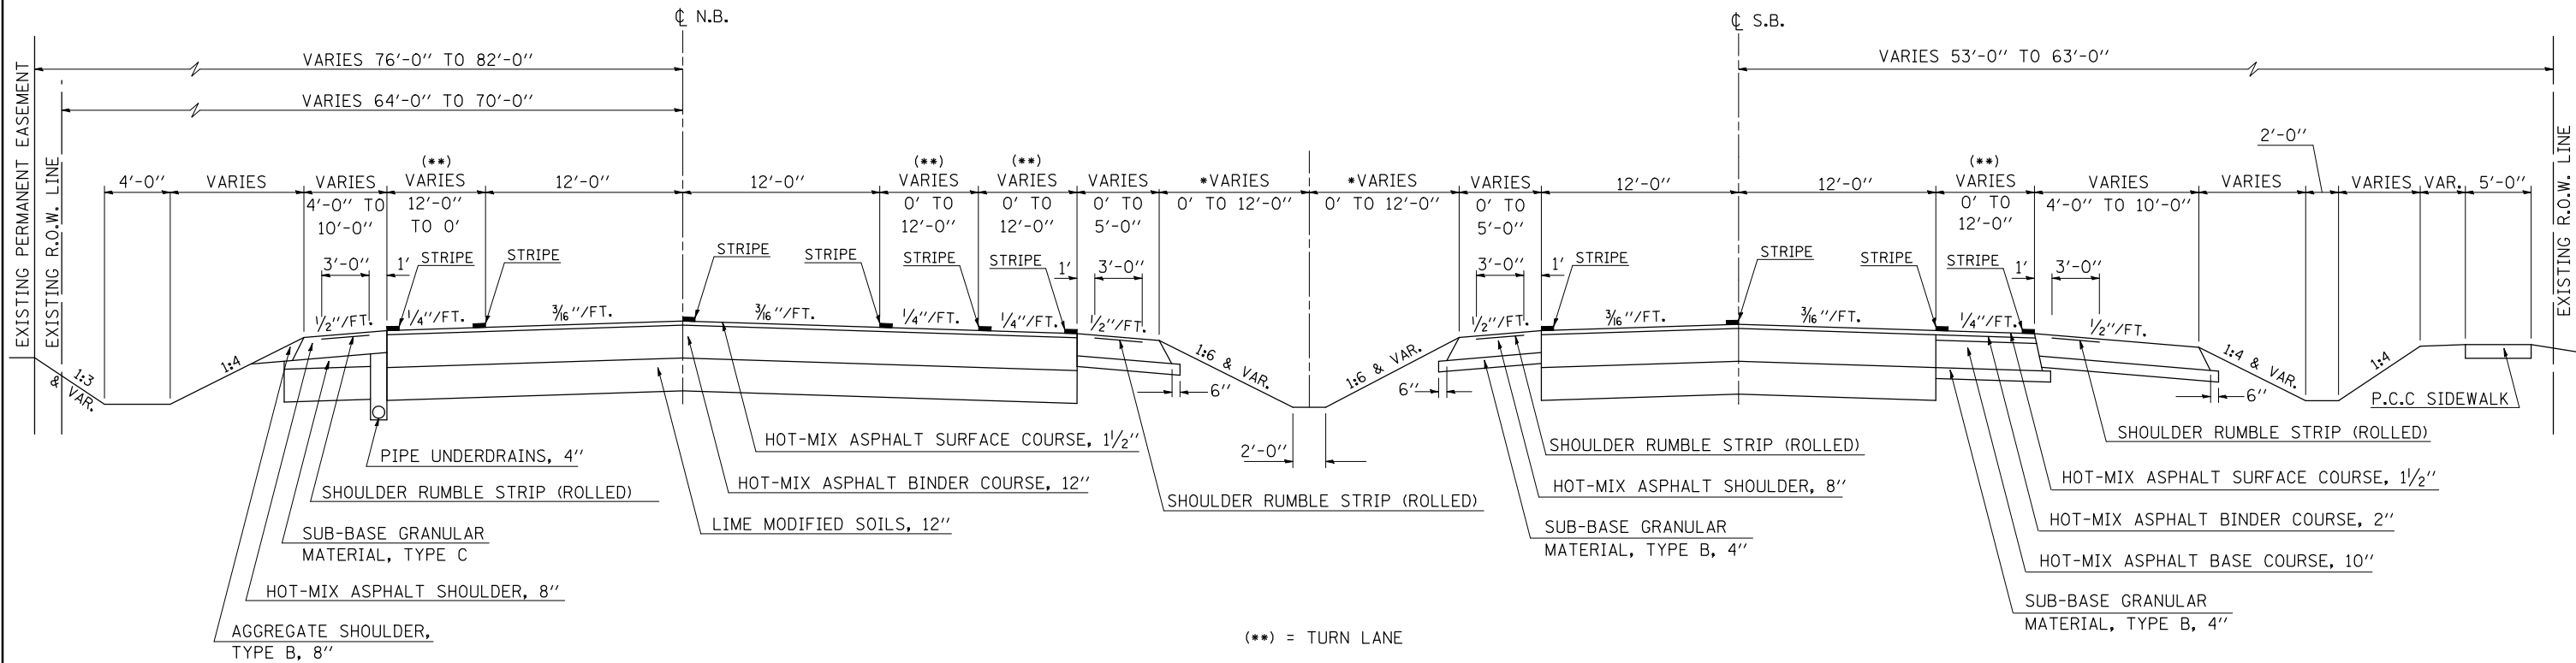 ℄ N.B.
℄ S.B.
VARIES 76'-0" TO 82'-0"
VARIES 53'-0" TO 63'-0"
VARIES 64'-0" TO 70'-0"
EXISTING PERMANENT EASEMENT
EXISTING R.O.W. LINE
EXISTING R.O.W. LINE
2'-0"
4'-0"
VARIES
VARIES
4'-0" TO
10'-0"
(**)
VARIES
12'-0"
TO 0'
12'-0"
12'-0"
(**)
VARIES
0' TO
12'-0"
(**)
VARIES
0' TO
12'-0"
VARIES
0' TO
5'-0"
*VARIES
0' TO 12'-0"
*VARIES
0' TO 12'-0"
VARIES
0' TO
5'-0"
12'-0"
12'-0"
(**)
VARIES
0' TO
12'-0"
VARIES
4'-0" TO 10'-0"
VARIES
VARIES
VAR.
5'-0"
3'-0"
1'
STRIPE
STRIPE
STRIPE
STRIPE
STRIPE
STRIPE
1'
3'-0"
3'-0"
1'
STRIPE
STRIPE
STRIPE
STRIPE
1'
3'-0"
1:3
& VAR.
1:4
1/2"/FT.
1/4"/FT.
3/16"/FT.
3/16"/FT.
1/4"/FT.
1/4"/FT.
1/2"/FT.
1:6 & VAR.
1:6 & VAR.
1/2"/FT.
3/16"/FT.
3/16"/FT.
1/4"/FT.
1/2"/FT.
1:4 & VAR.
1:4
6"
6"
6"
2'-0"
P.C.C SIDEWALK
PIPE UNDERDRAINS, 4"
SHOULDER RUMBLE STRIP (ROLLED)
SUB-BASE GRANULAR
MATERIAL, TYPE C
HOT-MIX ASPHALT SHOULDER, 8"
AGGREGATE SHOULDER,
TYPE B, 8"
HOT-MIX ASPHALT SURFACE COURSE, 1 1/2"
HOT-MIX ASPHALT BINDER COURSE, 12"
LIME MODIFIED SOILS, 12"
SHOULDER RUMBLE STRIP (ROLLED)
SHOULDER RUMBLE STRIP (ROLLED)
HOT-MIX ASPHALT SHOULDER, 8"
SUB-BASE GRANULAR
MATERIAL, TYPE B, 4"
SHOULDER RUMBLE STRIP (ROLLED)
HOT-MIX ASPHALT SURFACE COURSE, 1 1/2"
HOT-MIX ASPHALT BINDER COURSE, 2"
HOT-MIX ASPHALT BASE COURSE, 10"
SUB-BASE GRANULAR
MATERIAL, TYPE B, 4"
(**) = TURN LANE